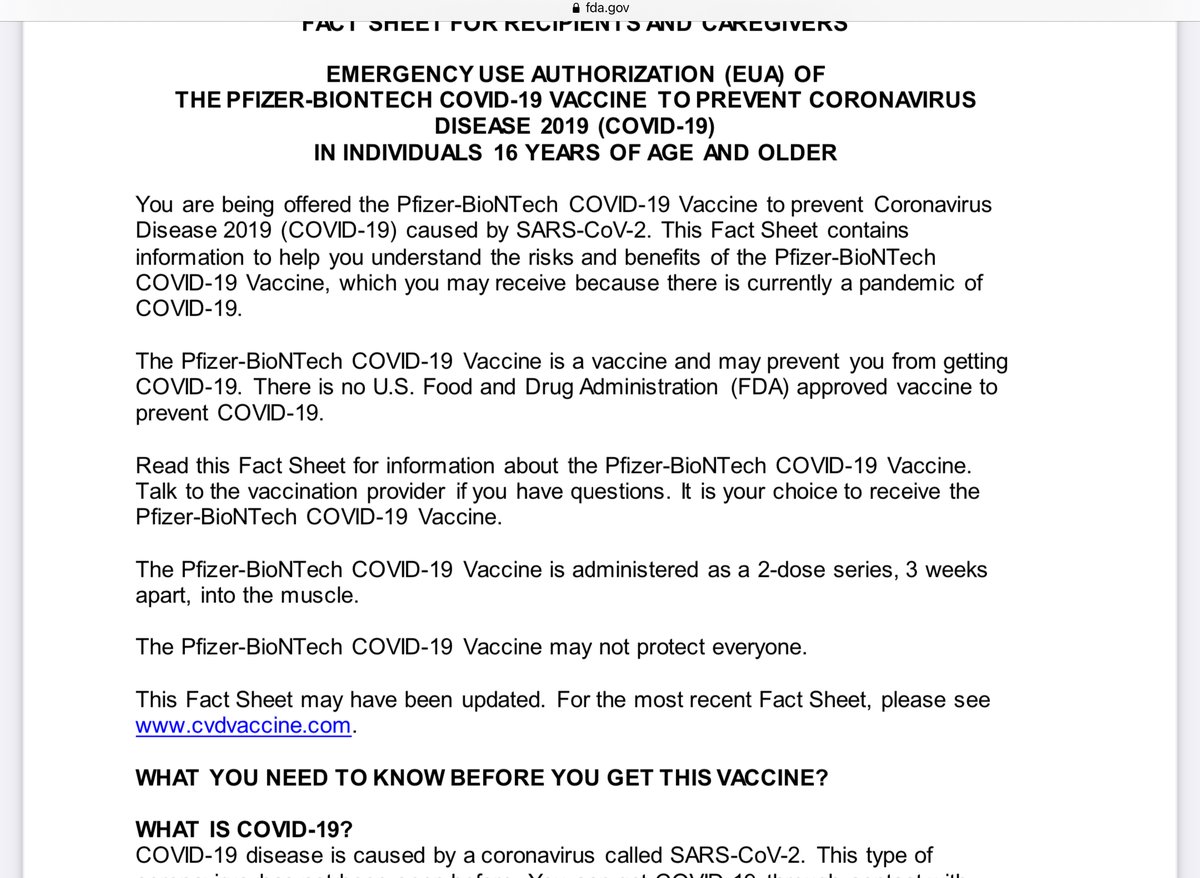 fda.gov
FACT SHEET FOR RECIPIENTS AND CAREGIVERS
EMERGENCY USE AUTHORIZATION (EUA) OF
THE PFIZER-BIONTECH COVID-19 VACCINE TO PREVENT CORONAVIRUS
DISEASE 2019 (COVID-19)
IN INDIVIDUALS 16 YEARS OF AGE AND OLDER
You are being offered the Pfizer-BioNTech COVID-19 Vaccine to prevent Coronavirus
Disease 2019 (COVID-19) caused by SARS-CoV-2. This Fact Sheet contains
information to help you understand the risks and benefits of the Pfizer-BioNTech
COVID-19 Vaccine, which you may receive because there is currently a pandemic of
COVID-19.
The Pfizer-BioNTech COVID-19 Vaccine is a vaccine and may prevent you from getting
COVID-19. There is no U.S. Food and Drug Administration (FDA) approved vaccine to
prevent COVID-19.
Read this Fact Sheet for information about the Pfizer-BioNTech COVID-19 Vaccine.
Talk to the vaccination provider if you have questions. It is your choice to receive the
Pfizer-BioNTech COVID-19 Vaccine.
The Pfizer-BioNTech COVID-19 Vaccine is administered as a 2-dose series, 3 weeks
apart, into the muscle.
The Pfizer-BioNTech COVID-19 Vaccine may not protect everyone.
This Fact Sheet may have been updated. For the most recent Fact Sheet, please see
www.cvdvaccine.com.
WHAT YOU NEED TO KNOW BEFORE YOU GET THIS VACCINE?
WHAT IS COVID-19?
COVID-19 disease is caused by a coronavirus called SARS-CoV-2. This type of